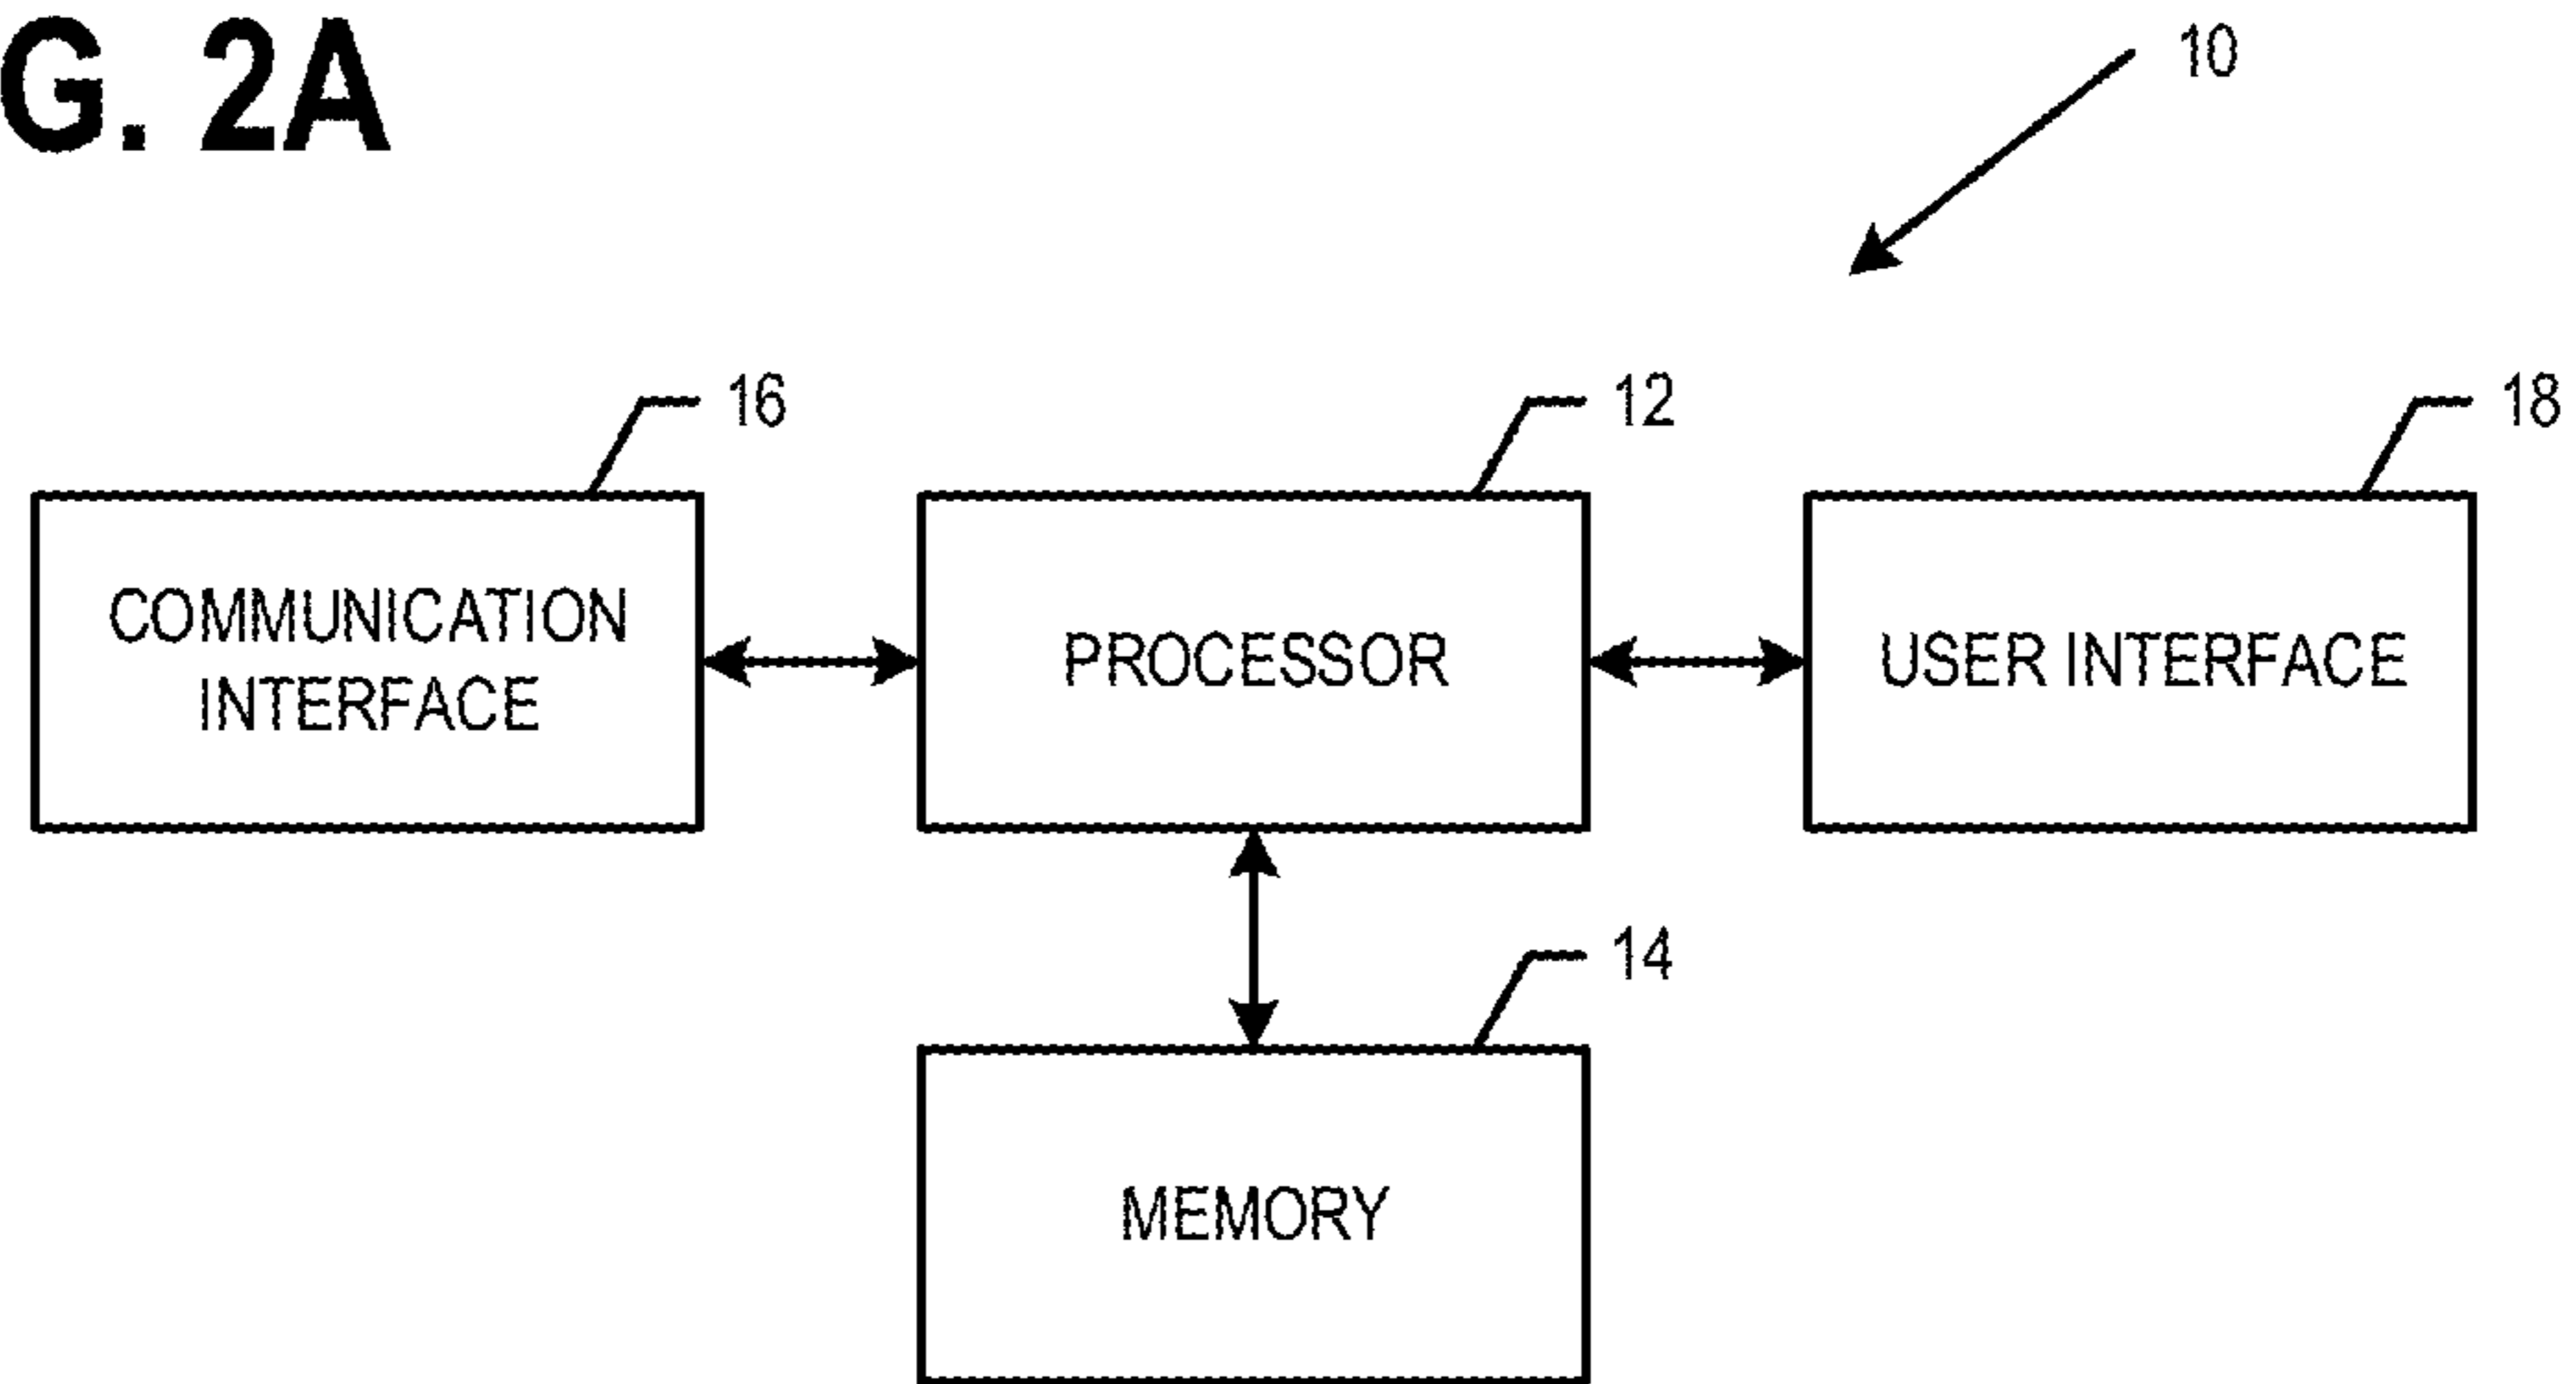 G. 2A
10
16
12
18
COMMUNICATION
INTERFACE
PROCESSOR
USER INTERFACE
14
MEMORY